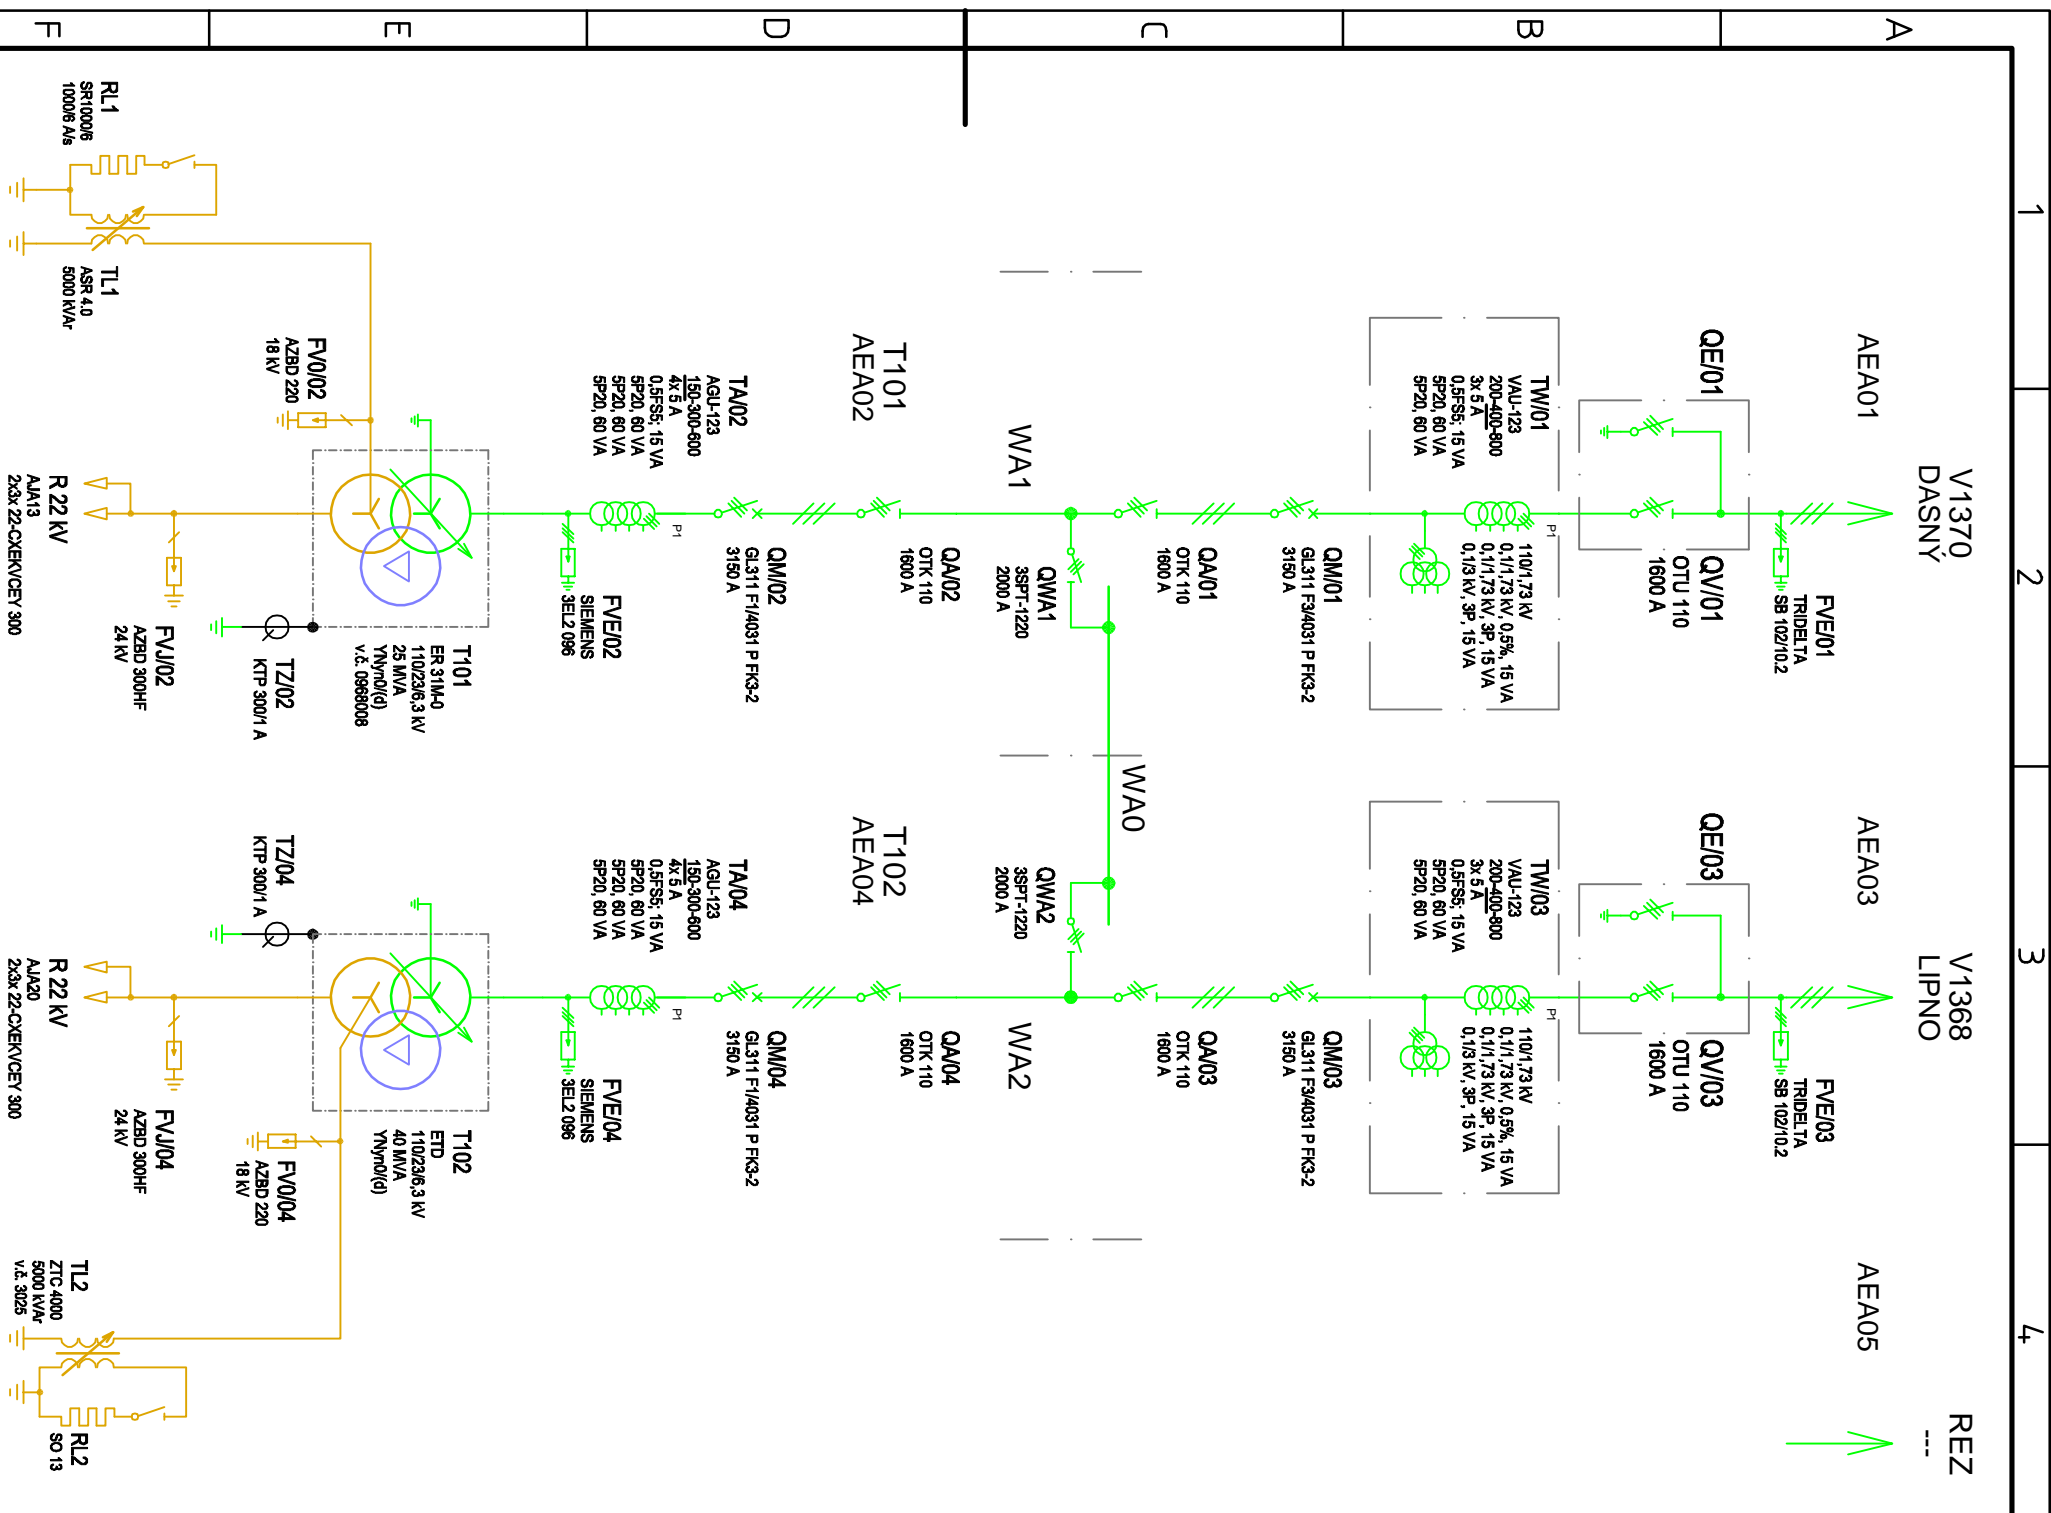 1
2
3
4
A
B
C
D
E
F
AEA01
V1370
DASNÝ
FVE/01
TRIDELTA
SB 102/10.2
QE/01
QV/01
OTU 110
1600 A
TW/01
VAU-123
200-400-800
3x 5 A
0,5FS5; 15 VA
5P20, 60 VA
5P20, 60 VA
P1
110/1,73 kV
0,1/1,73 kV, 0,5%, 15 VA
0,1/1,73 kV, 3P, 15 VA
0,1/3 kV, 3P, 15 VA
QM/01
GL311 F3/4031 P FK3-2
3150 A
QA/01
OTK 110
1600 A
WA1
QWA1
3SPT-1220
2000 A
WA0
T101
AEA02
QA/02
OTK 110
1600 A
QM/02
GL311 F1/4031 P FK3-2
3150 A
TA/02
AGU-123
150-300-600
4x 5 A
0,5FS5; 15 VA
5P20, 60 VA
5P20, 60 VA
5P20, 60 VA
P1
FVE/02
SIEMENS
3EL2 096
T101
ER 31M-0
110/23/6,3 kV
25 MVA
YNyn0/(d)
v.č. 0968008
FV0/02
AZBD 220
18 kV
TZ/02
KTP 300/1 A
FVJ/02
AZBD 300HF
24 kV
RL1
SR1000/6
1000/6 A/s
TL1
ASR 4.0
5000 kVAr
R 22 kV
AJA13
2x3x 22-CXEKVCEY 300
AEA03
V1368
LIPNO
FVE/03
TRIDELTA
SB 102/10.2
QE/03
QV/03
OTU 110
1600 A
TW/03
VAU-123
200-400-800
3x 5 A
0,5FS5; 15 VA
5P20, 60 VA
5P20, 60 VA
P1
110/1,73 kV
0,1/1,73 kV, 0,5%, 15 VA
0,1/1,73 kV, 3P, 15 VA
0,1/3 kV, 3P, 15 VA
QM/03
GL311 F3/4031 P FK3-2
3150 A
QA/03
OTK 110
1600 A
QWA2
3SPT-1220
2000 A
WA2
T102
AEA04
QA/04
OTK 110
1600 A
QM/04
GL311 F1/4031 P FK3-2
3150 A
TA/04
AGU-123
150-300-600
4x 5 A
0,5FS5; 15 VA
5P20, 60 VA
5P20, 60 VA
5P20, 60 VA
P1
FVE/04
SIEMENS
3EL2 096
TZ/04
KTP 300/1 A
T102
ETD
110/23/6,3 kV
40 MVA
YNyn0/(d)
FV0/04
AZBD 220
18 kV
FVJ/04
AZBD 300HF
24 kV
R 22 kV
AJA20
2x3x 22-CXEKVCEY 300
TL2
ZTC 4000
5000 kVAr
v.č. 3025
RL2
SO 13
AEA05
REZ
---